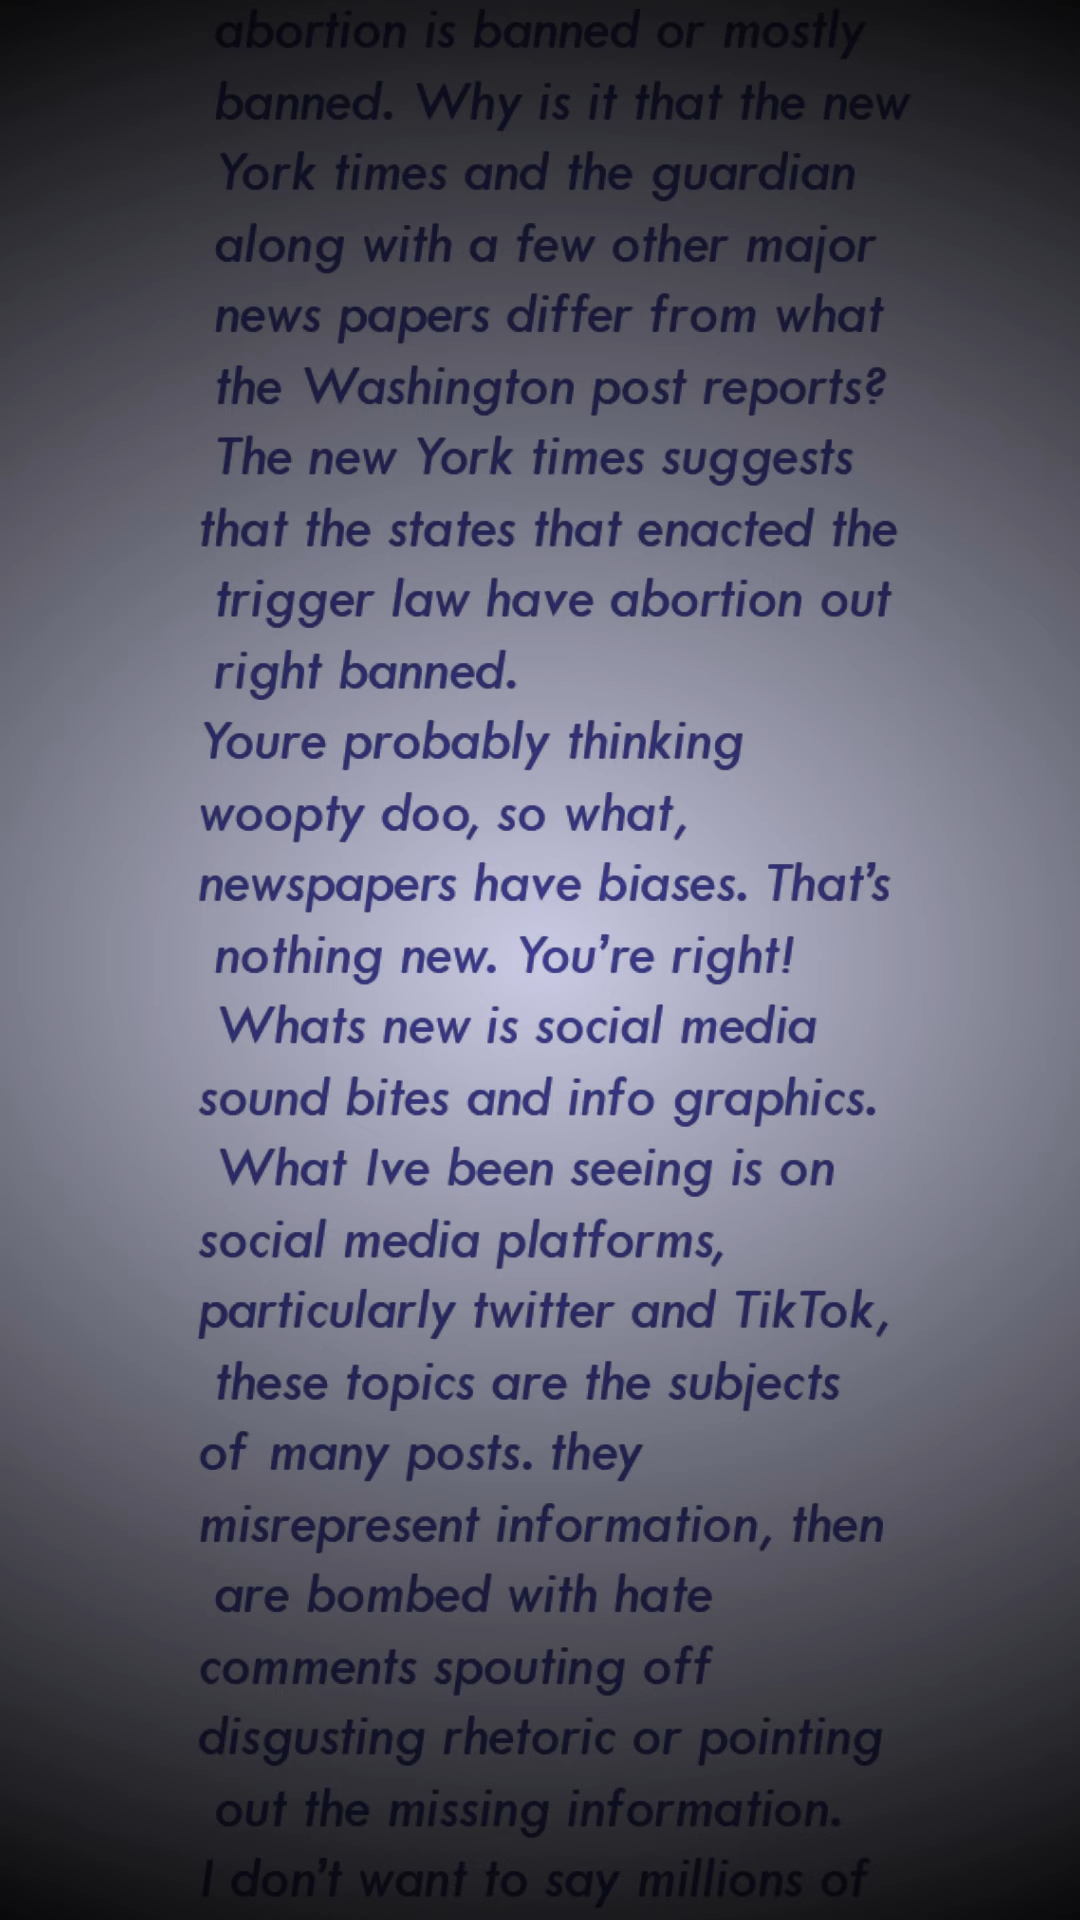 abortion is banned or mostly
banned. Why is it that the new
York times and the guardian
along with a few other major
news papers differ from what
the Washington post reports?
The new York times suggests
that the states that enacted the
trigger law have abortion out
right banned.
Youre probably thinking
woopty doo, so what,
newspapers have biases. That’s
nothing new. You’re right!
Whats new is social media
sound bites and info graphics.
What Ive been seeing is on
social media platforms,
particularly twitter and TikTok,
these topics are the subjects
of many posts. they
misrepresent information, then
are bombed with hate
comments spouting off
disgusting rhetoric or pointing
out the missing information.
I don’t want to say millions of